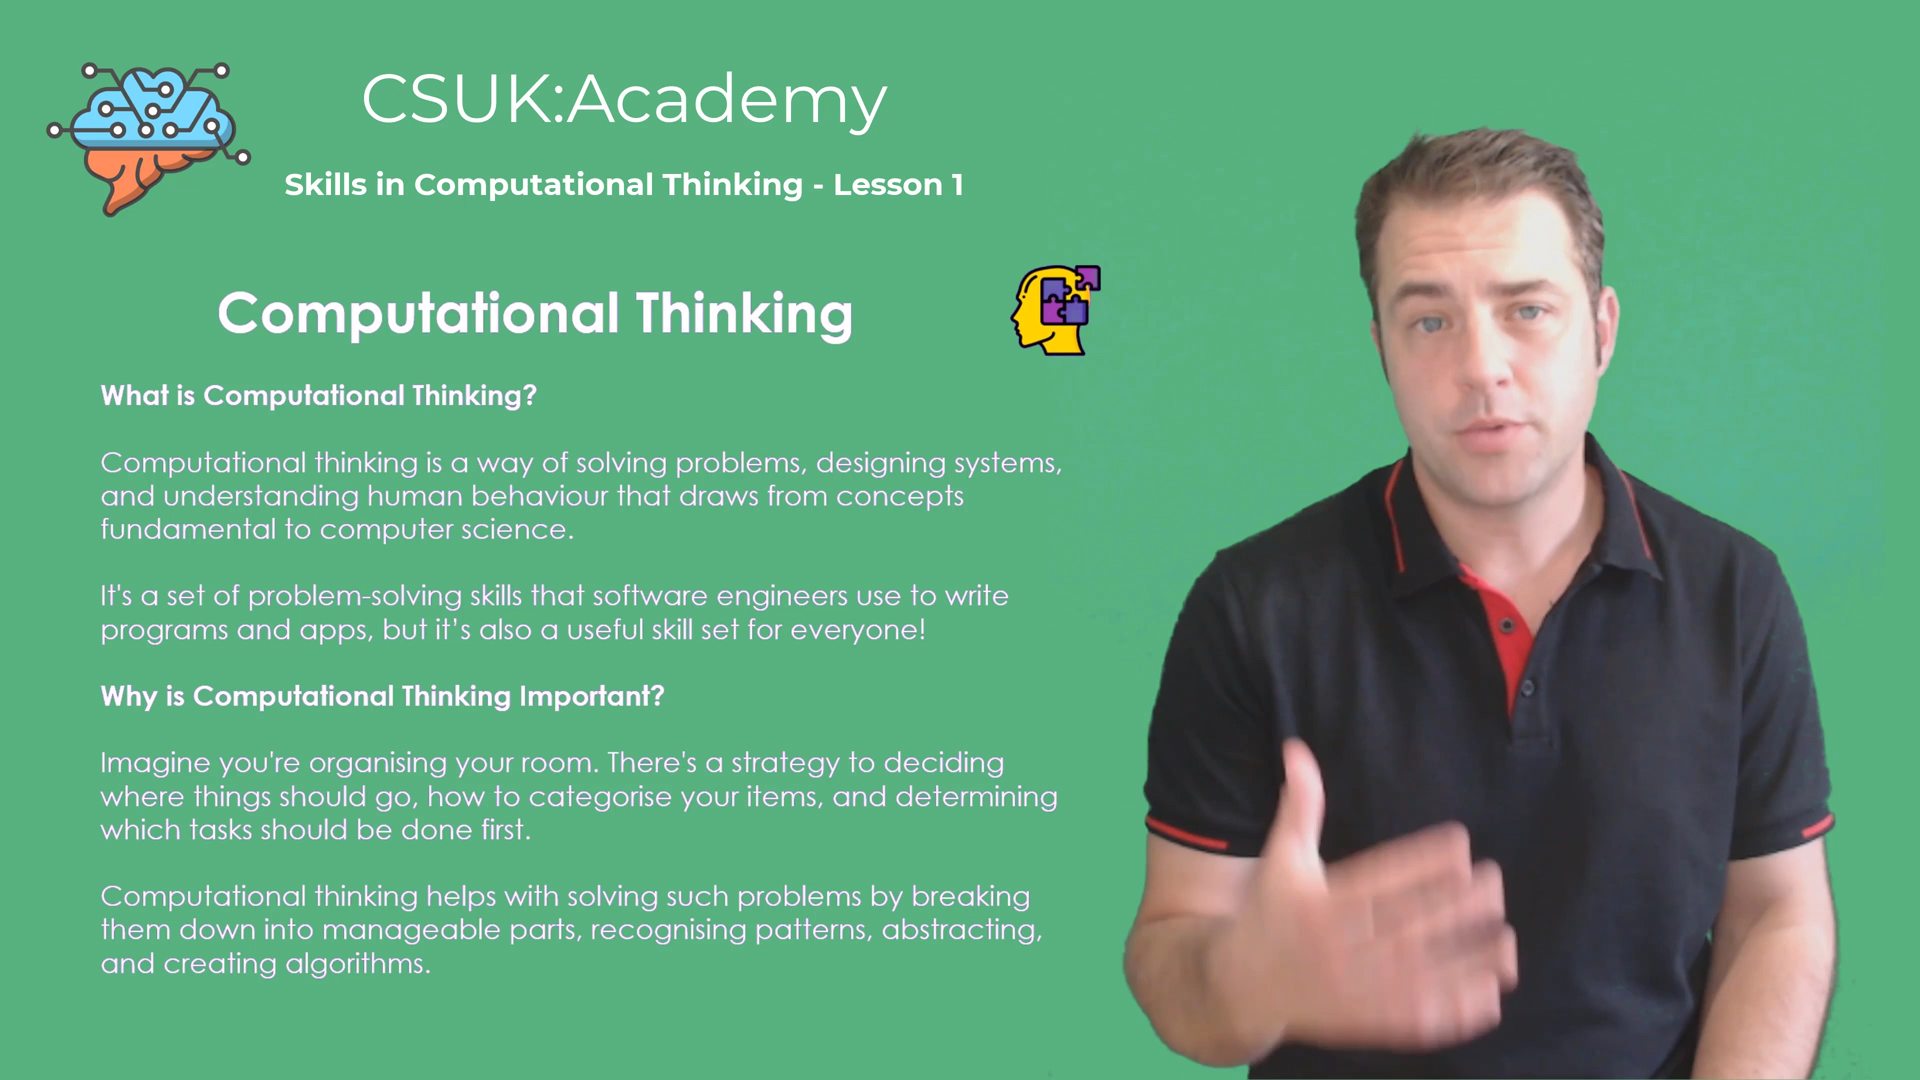 CSUK:Academy
Skills in Computational Thinking - Lesson 1
Computational Thinking
What is Computational Thinking?
Computational thinking is a way of solving problems, designing systems,
and understanding human behaviour that draws from concepts
fundamental to computer science.
It's a set of problem-solving skills that software engineers use to write
programs and apps, but it’s also a useful skill set for everyone!
Why is Computational Thinking Important?
Imagine you're organising your room. There's a strategy to deciding
where things should go, how to categorise your items, and determining
which tasks should be done first.
Computational thinking helps with solving such problems by breaking
them down into manageable parts, recognising patterns, abstracting,
and creating algorithms.